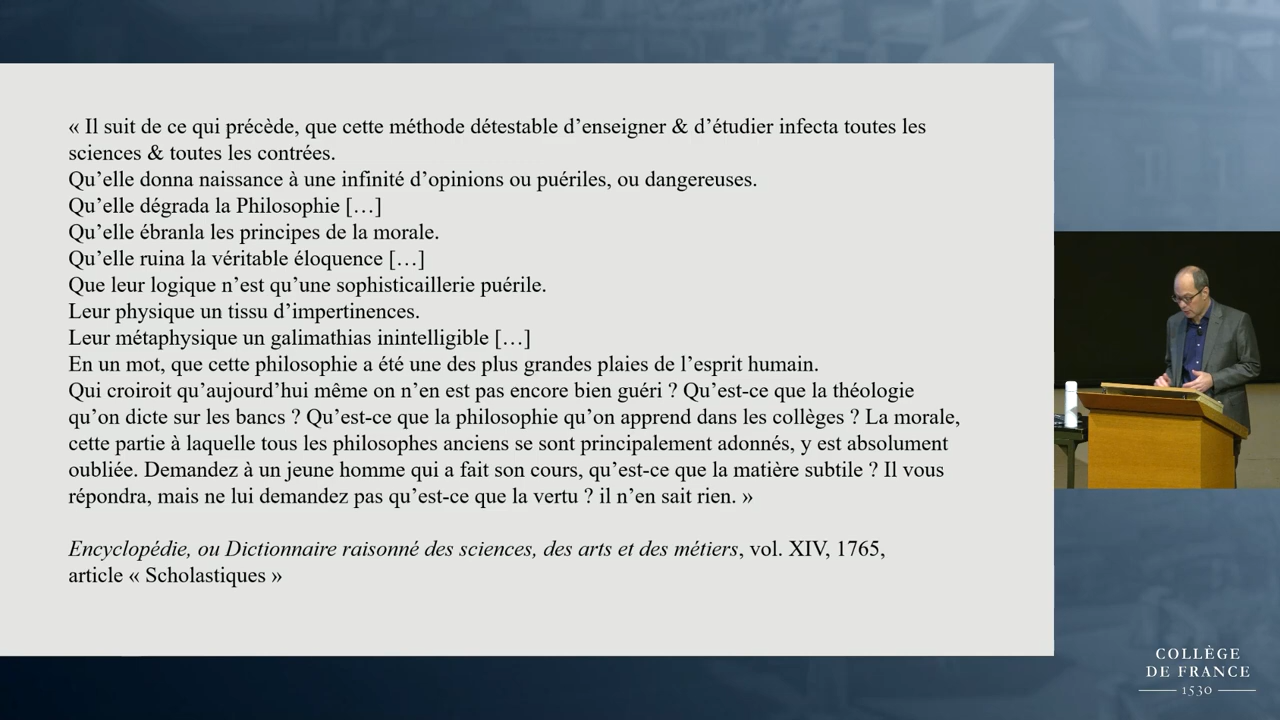 « Il suit de ce qui précède, que cette méthode détestable d’enseigner & d’étudier infecta toutes les
sciences & toutes les contrées.
Qu’elle donna naissance à une infinité d’opinions ou puériles, ou dangereuses.
Qu’elle dégrada la Philosophie […]
Qu’elle ébranla les principes de la morale.
Qu’elle ruina la véritable éloquence […]
Que leur logique n’est qu’une sophisticaillerie puérile.
Leur physique un tissu d’impertinences.
Leur métaphysique un galimathias inintelligible […]
En un mot, que cette philosophie a été une des plus grandes plaies de l’esprit humain.
Qui croiroit qu’aujourd’hui même on n’en est pas encore bien guéri ? Qu’est-ce que la théologie
qu’on dicte sur les bancs ? Qu’est-ce que la philosophie qu’on apprend dans les collèges ? La morale,
cette partie à laquelle tous les philosophes anciens se sont principalement adonnés, y est absolument
oubliée. Demandez à un jeune homme qui a fait son cours, qu’est-ce que la matière subtile ? Il vous
répondra, mais ne lui demandez pas qu’est-ce que la vertu ? il n’en sait rien. »
Encyclopédie, ou Dictionnaire raisonné des sciences, des arts et des métiers, vol. XIV, 1765,
article « Scholastiques »
COLLÈGE
DE FRANCE
1530